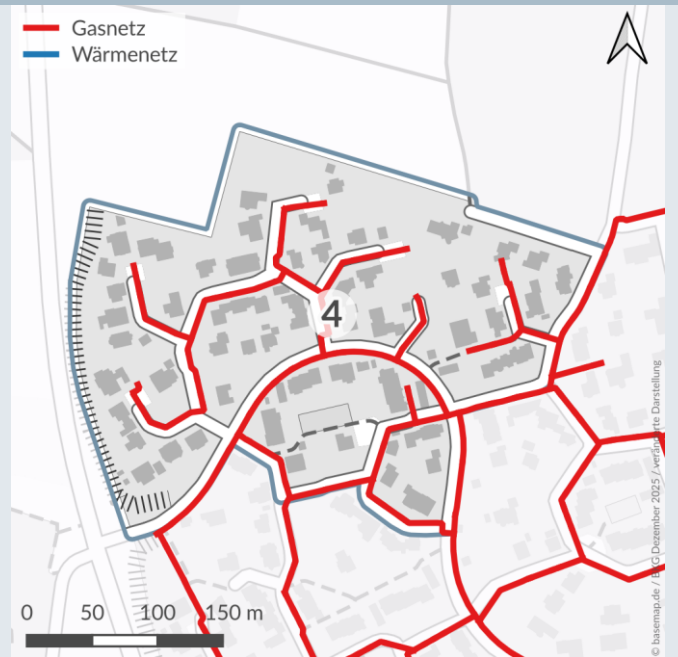 Gasnetz
Wärmenetz
4
0 50 100 150 m
© basemap.de / BKG Dezember 2025 / veränderte Darstellung